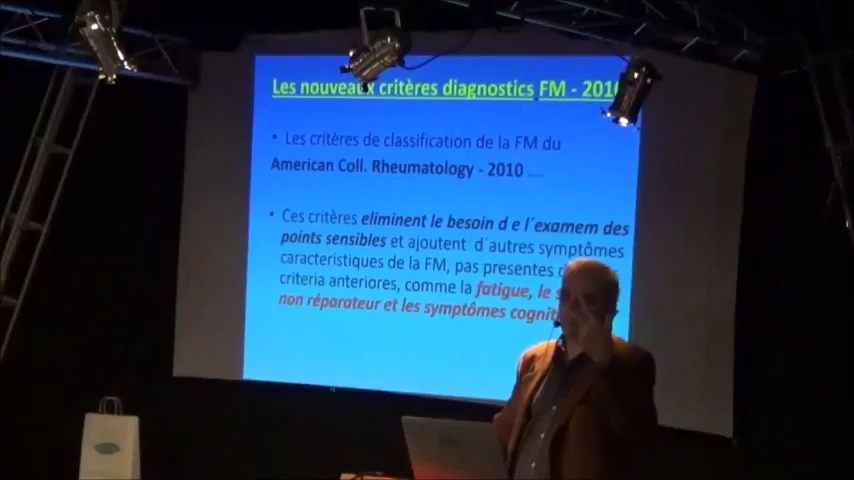 Les nouveaux critères diagnostics FM - 201
• Les critères de classification de la FM du
American Coll. Rheumatology - 2010 ....
• Ces critères eliminent le besoin d e l´examem des
points sensibles et ajoutent d´autres symptômes
caracteristiques de la FM, pas presentes
criteria anteriores, comme la fatigue, le
non réparateur et les symptômes cognit